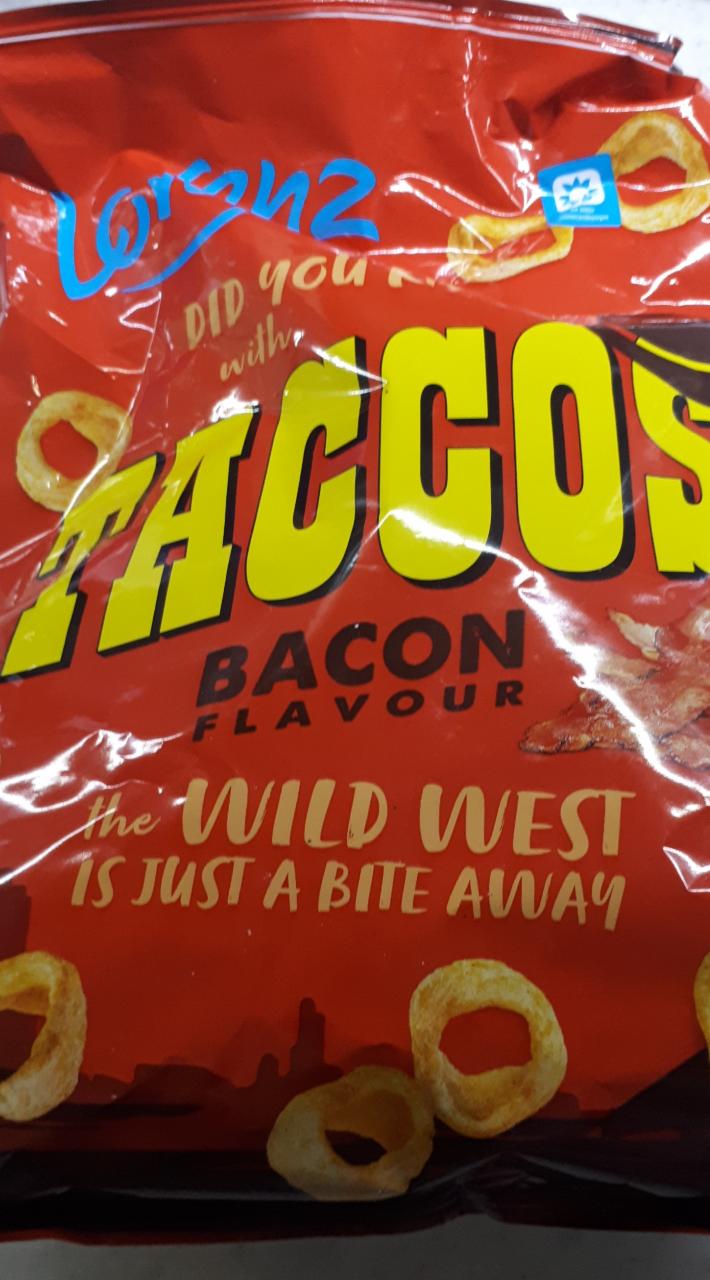 Lorenz
DID YOU
with
TACCOS
BACON
FLAVOUR
the WILD WEST
IS JUST A BITE AWAY